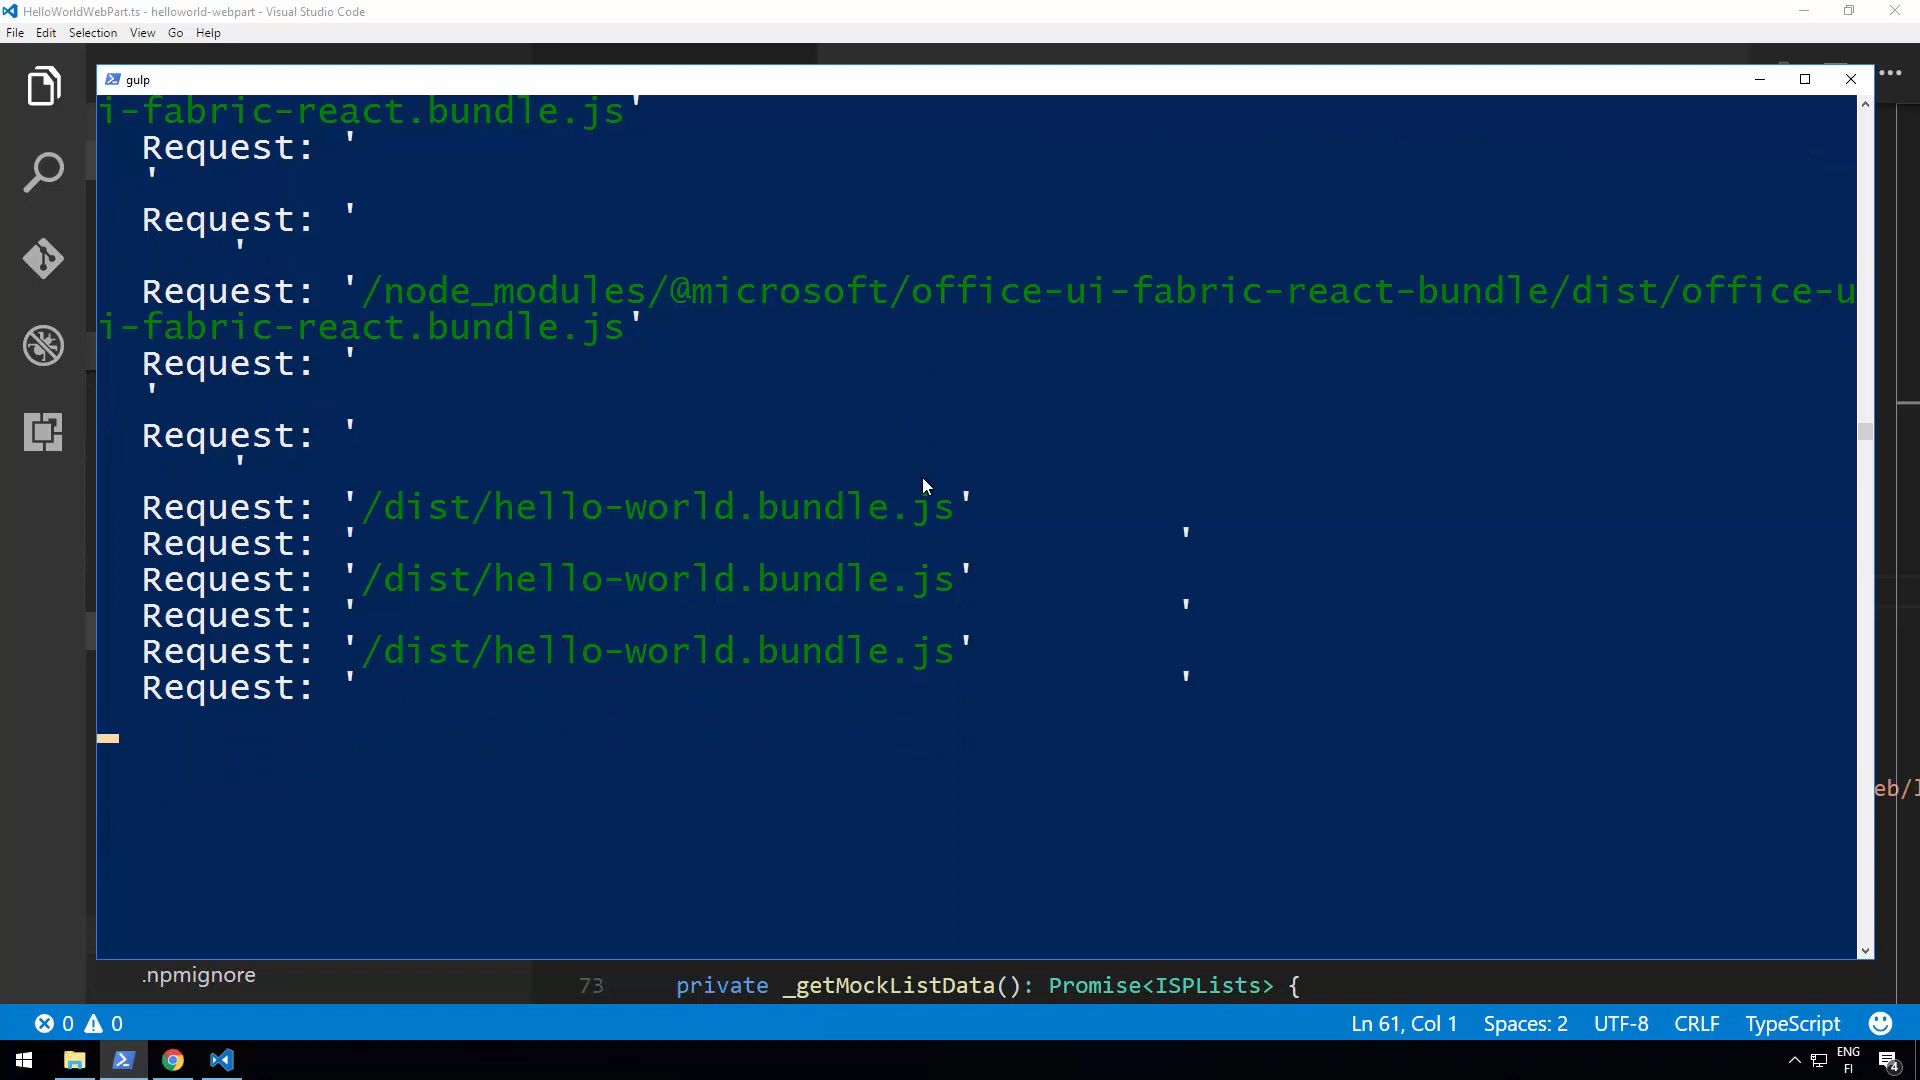 HelloWorldWebPart.ts - helloworld-webpart - Visual Studio Code
File Edit Selection View Go Help
gulp
i-fabric-react.bundle.js'
Request: '
'
Request: '
'
Request: '/node_modules/@microsoft/office-ui-fabric-react-bundle/dist/office-u
i-fabric-react.bundle.js'
Request: '
'
Request: '
'
Request: '/dist/hello-world.bundle.js'
Request: ' '
Request: '/dist/hello-world.bundle.js'
Request: ' '
Request: '/dist/hello-world.bundle.js'
Request: ' '
eb/l
.npmignore
73 private _getMockListData(): Promise<ISPLists> {
0 0 Ln 61, Col 1 Spaces: 2 UTF-8 CRLF TypeScript
ENG
FI
4